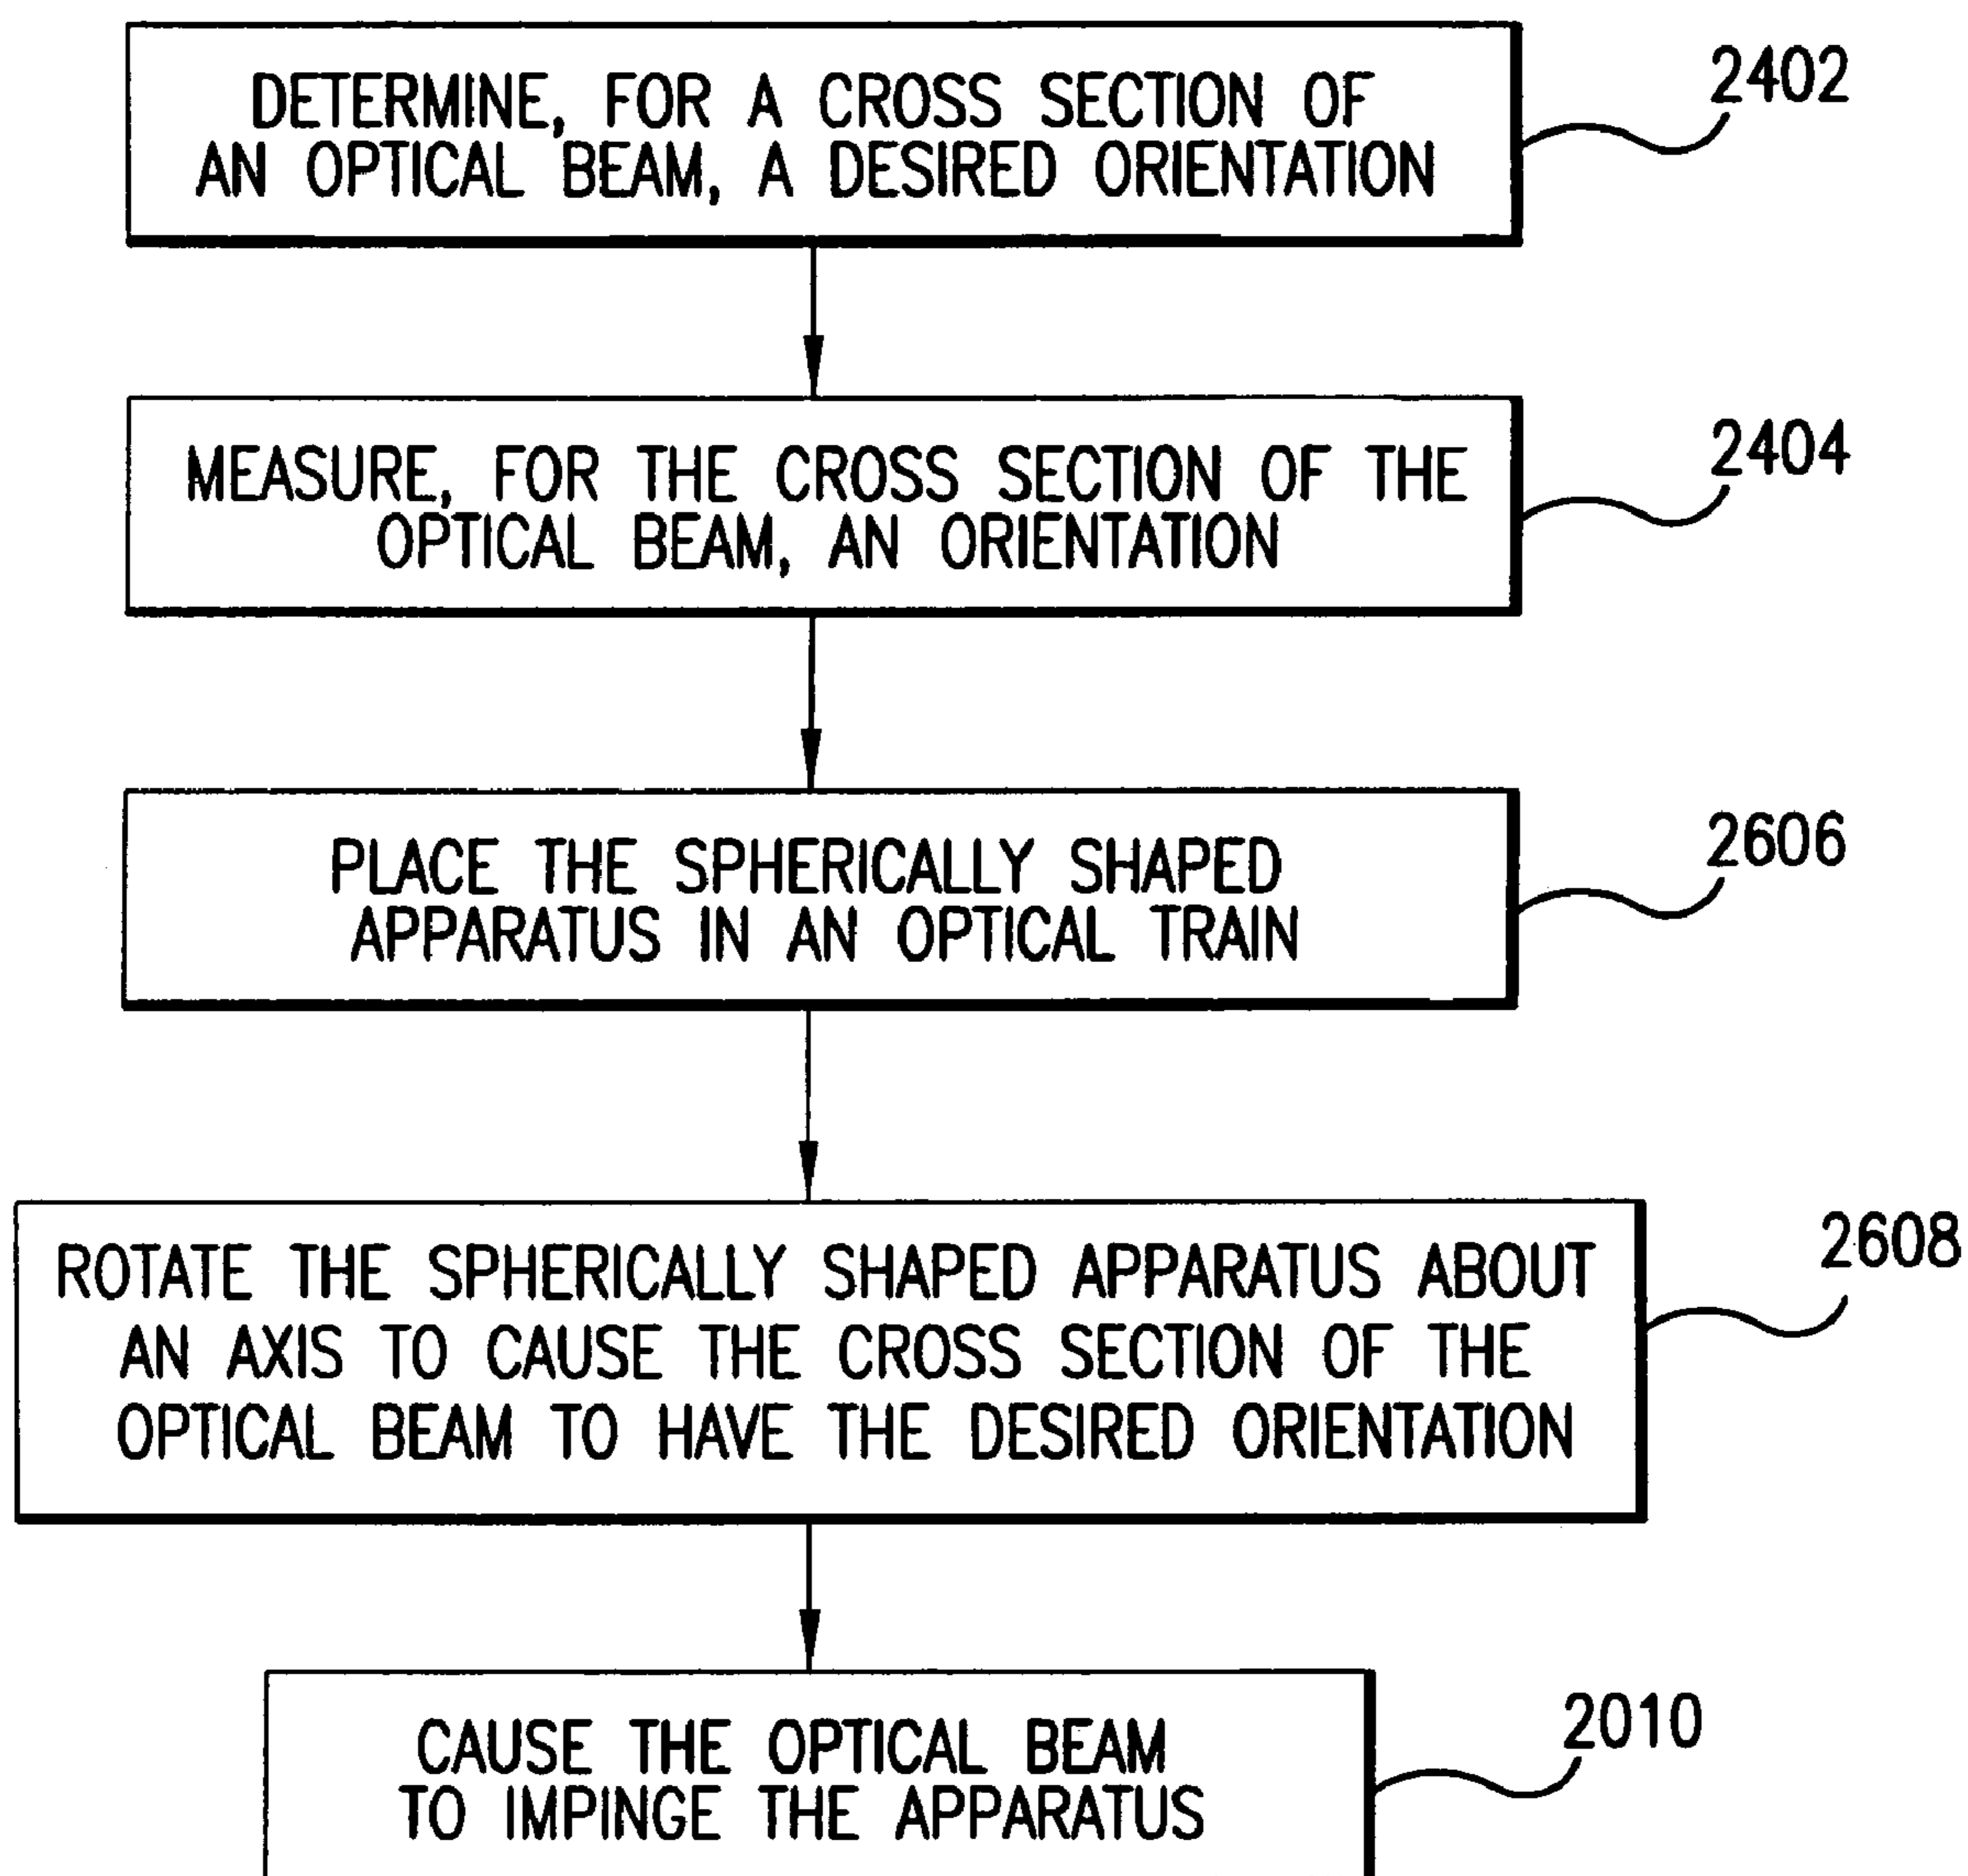 DETERMINE, FOR A CROSS SECTION OF
AN OPTICAL BEAM, A DESIRED ORIENTATION
2402
MEASURE, FOR THE CROSS SECTION OF THE
OPTICAL BEAM, AN ORIENTATION
2404
PLACE THE SPHERICALLY SHAPED
APPARATUS IN AN OPTICAL TRAIN
2606
ROTATE THE SPHERICALLY SHAPED APPARATUS ABOUT
AN AXIS TO CAUSE THE CROSS SECTION OF THE
OPTICAL BEAM TO HAVE THE DESIRED ORIENTATION
2608
CAUSE THE OPTICAL BEAM
TO IMPINGE THE APPARATUS
2010